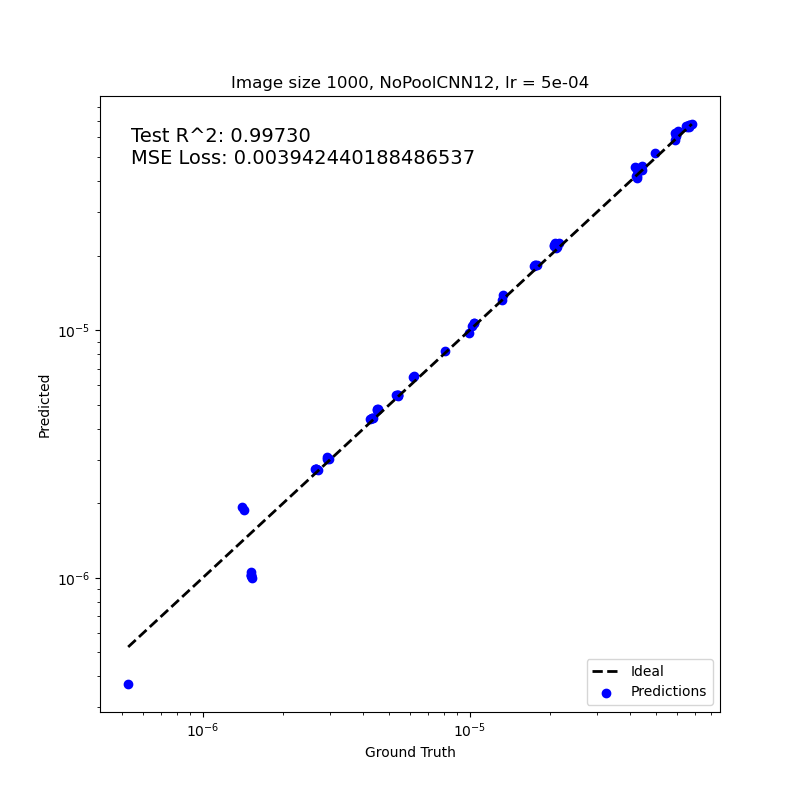 Image size 1000, NoPoolCNN12, lr = 5e-04
Test R^2: 0.99730
MSE Loss: 0.003942440188486537
Predicted
10⁻⁵
10⁻⁶
Ideal
Predictions
10⁻⁶ 10⁻⁵
Ground Truth